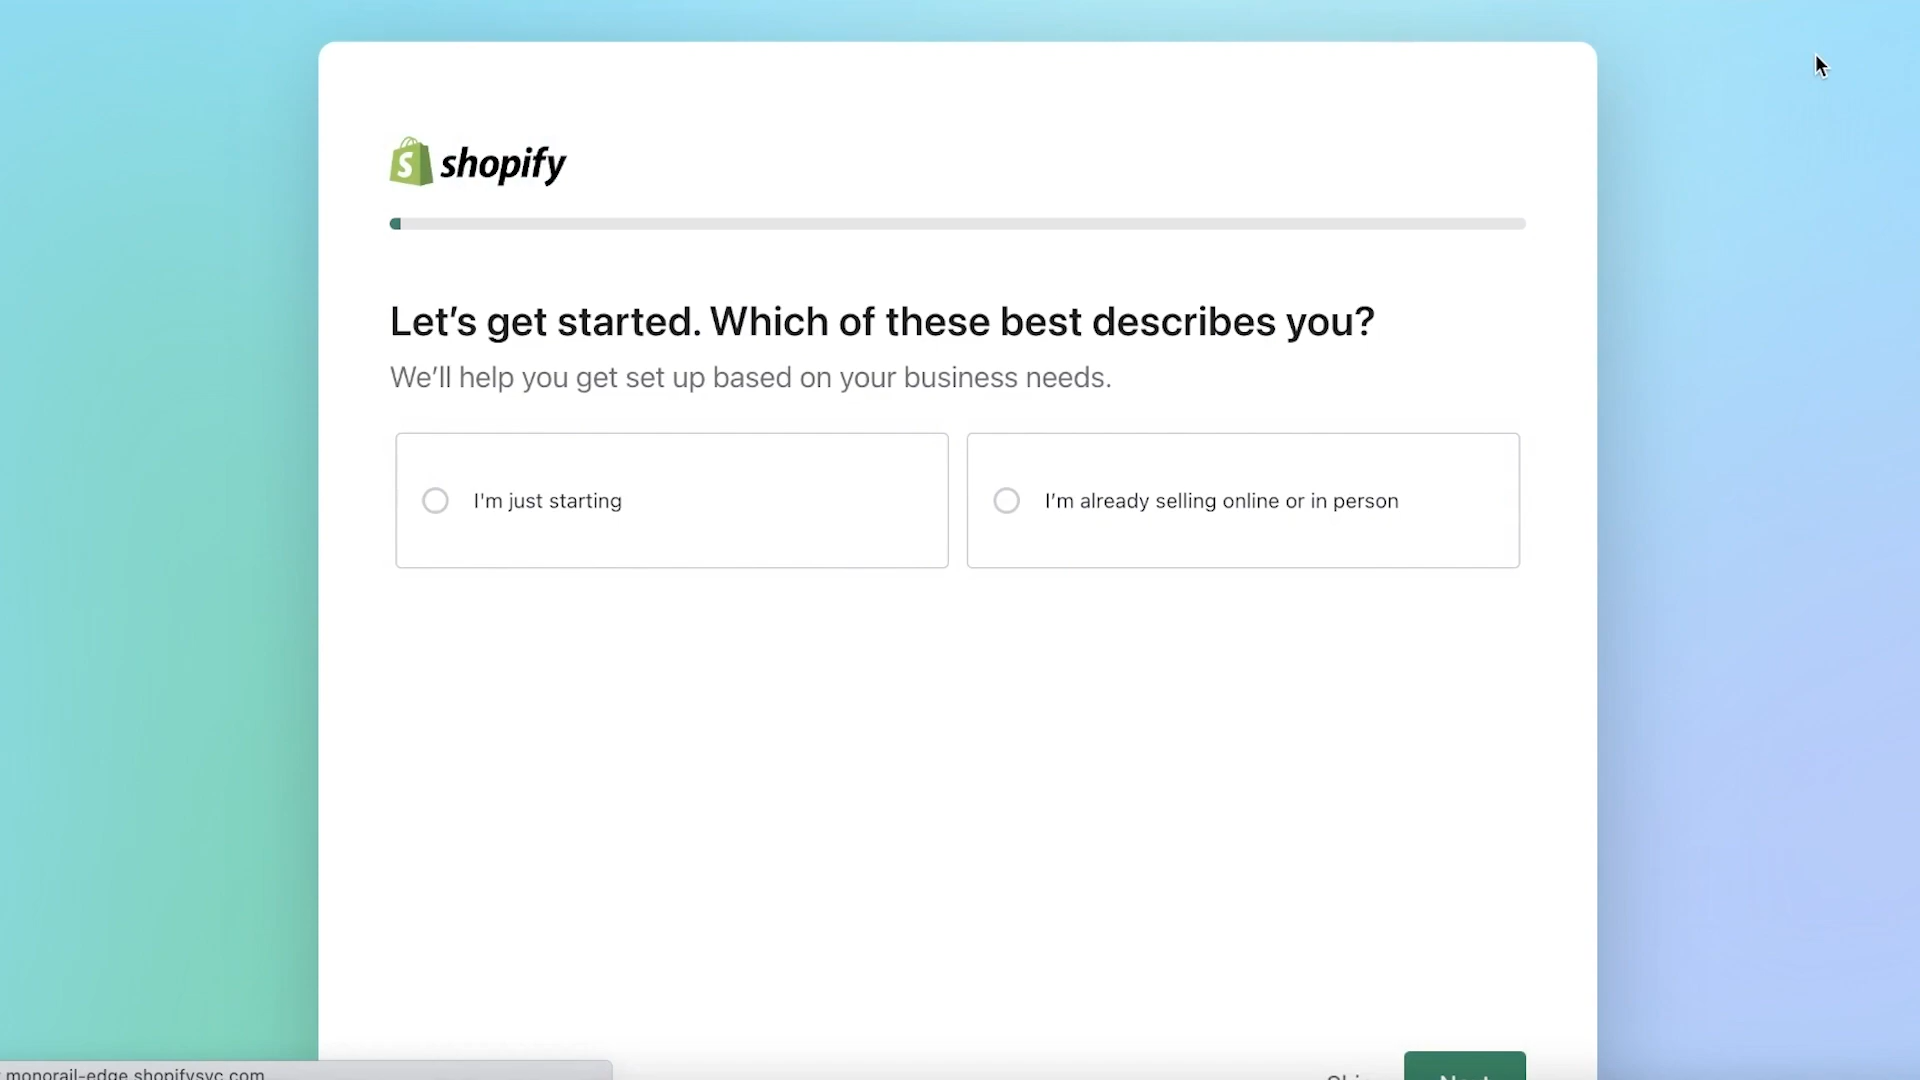 shopify
Let’s get started. Which of these best describes you?
We’ll help you get set up based on your business needs.
I'm just starting
I’m already selling online or in person
monorail-edge.shopifysvc.com